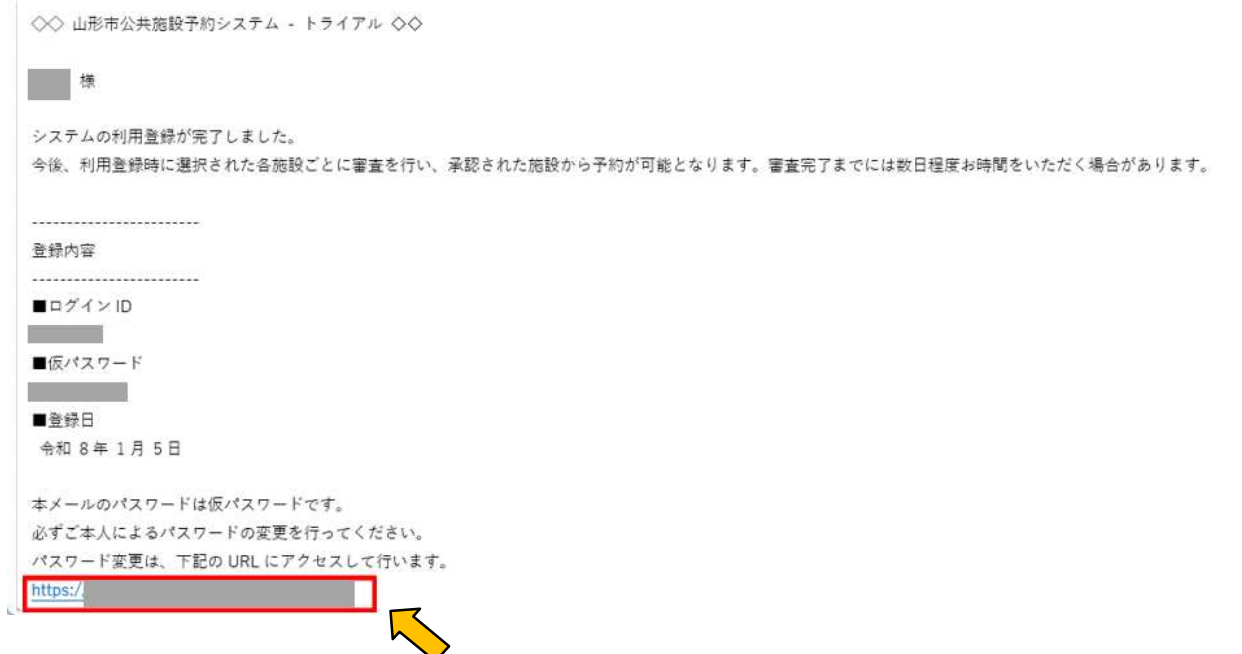 ◇◇ 山形市公共施設予約システム - トライアル ◇◇
様
システムの利用登録が完了しました。
今後、利用登録時に選択された各施設ごとに審査を行い、承認された施設から予約が可能となります。審査完了までには数日程度お時間をいただく場合があります。
------------------------
登録内容
------------------------
■ログイン ID
■仮パスワード
■登録日
令和 8 年 1 月 5 日
本メールのパスワードは仮パスワードです。
必ずご本人によるパスワードの変更を行ってください。
パスワード変更は、下記の URL にアクセスして行います。
https:/